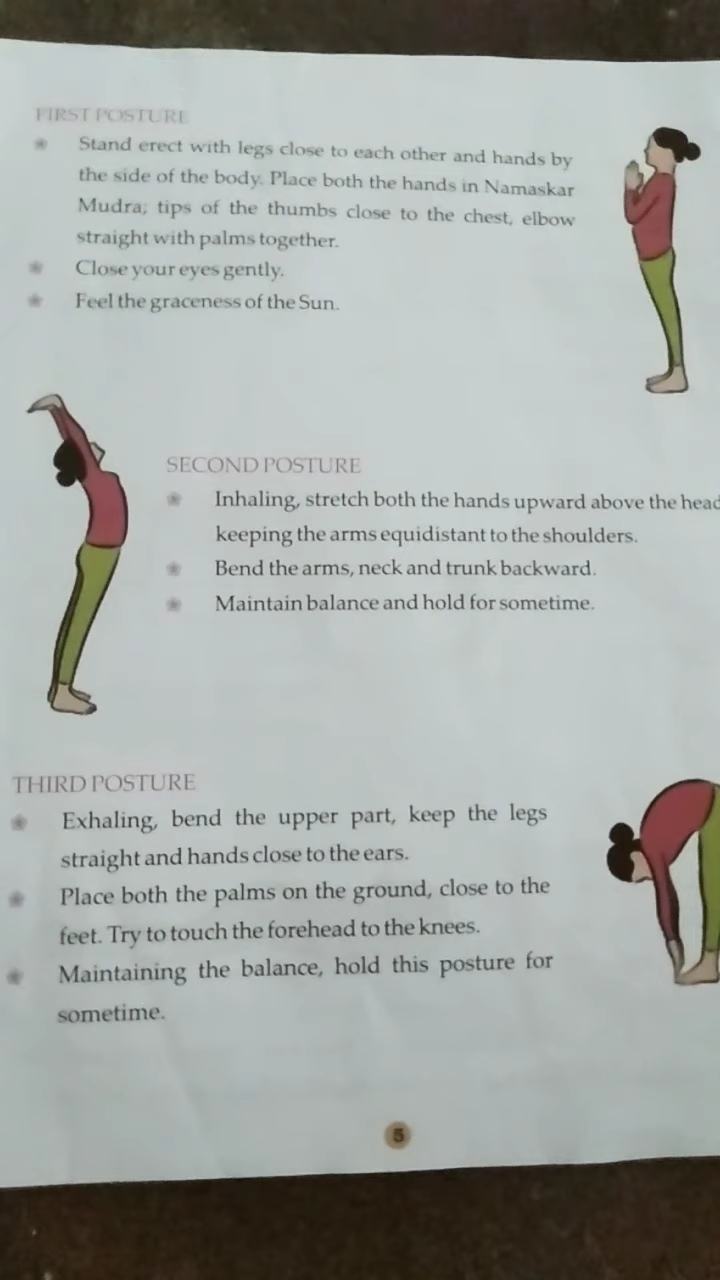 FIRST POSTURE
Stand erect with legs close to each other and hands by
the side of the body. Place both the hands in Namaskar
Mudra; tips of the thumbs close to the chest, elbow
straight with palms together.
Close your eyes gently.
Feel the graceness of the Sun.
SECOND POSTURE
Inhaling, stretch both the hands upward above the head
keeping the arms equidistant to the shoulders.
Bend the arms, neck and trunk backward.
Maintain balance and hold for sometime.
THIRD POSTURE
Exhaling, bend the upper part, keep the legs
straight and hands close to the ears.
Place both the palms on the ground, close to the
feet. Try to touch the forehead to the knees.
Maintaining the balance, hold this posture for
sometime.
5